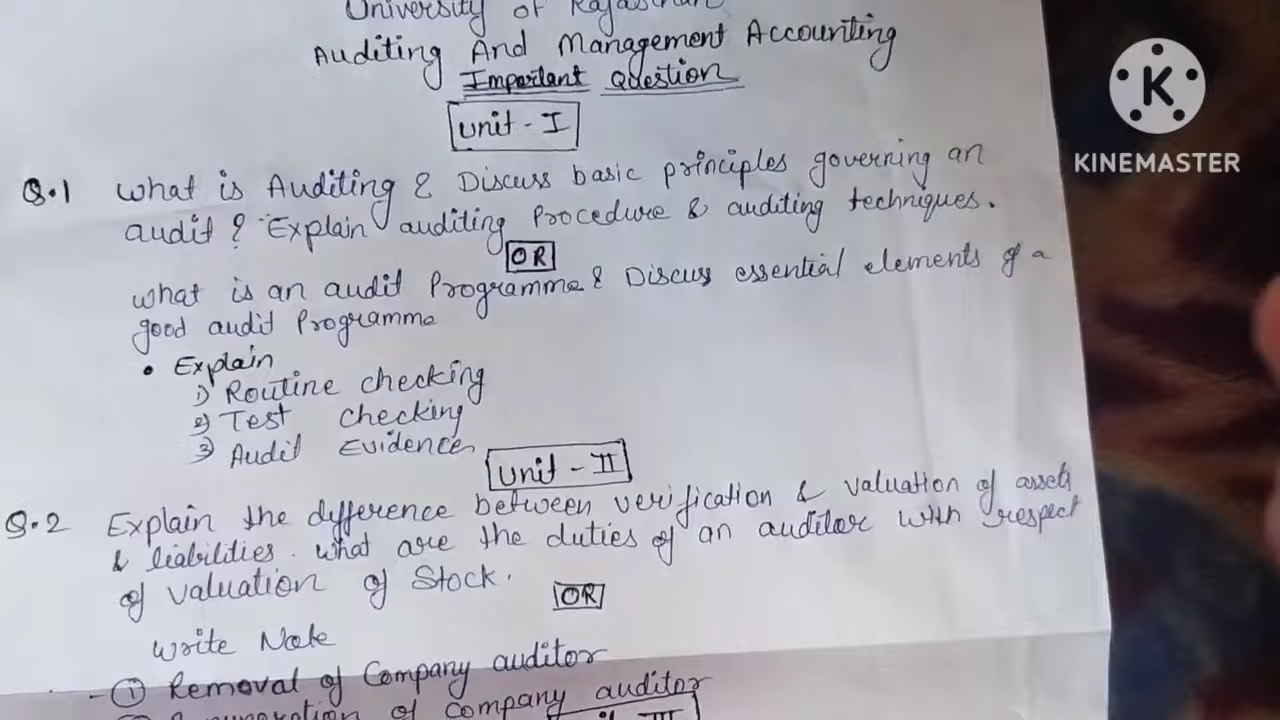 University of Rajasthan
Auditing And Management Accounting
Important Question
Unit - I
Q.1 What is Auditing ? Discuss basic principles governing an
audit ? Explain auditing Procedure & auditing techniques.
OR
What is an audit Programme ? Discuss essential elements of a
good audit Programme
• Explain
1) Routine checking
2) Test checking
3) Audit Evidence
Unit - II
Q.2 Explain the difference between verification & valuation of assets
& liabilities. What are the duties of an auditor with respect
of valuation of Stock.
OR
Write Note
- ① Removal of Company auditor
of Company auditor
III
K
KINEMASTER